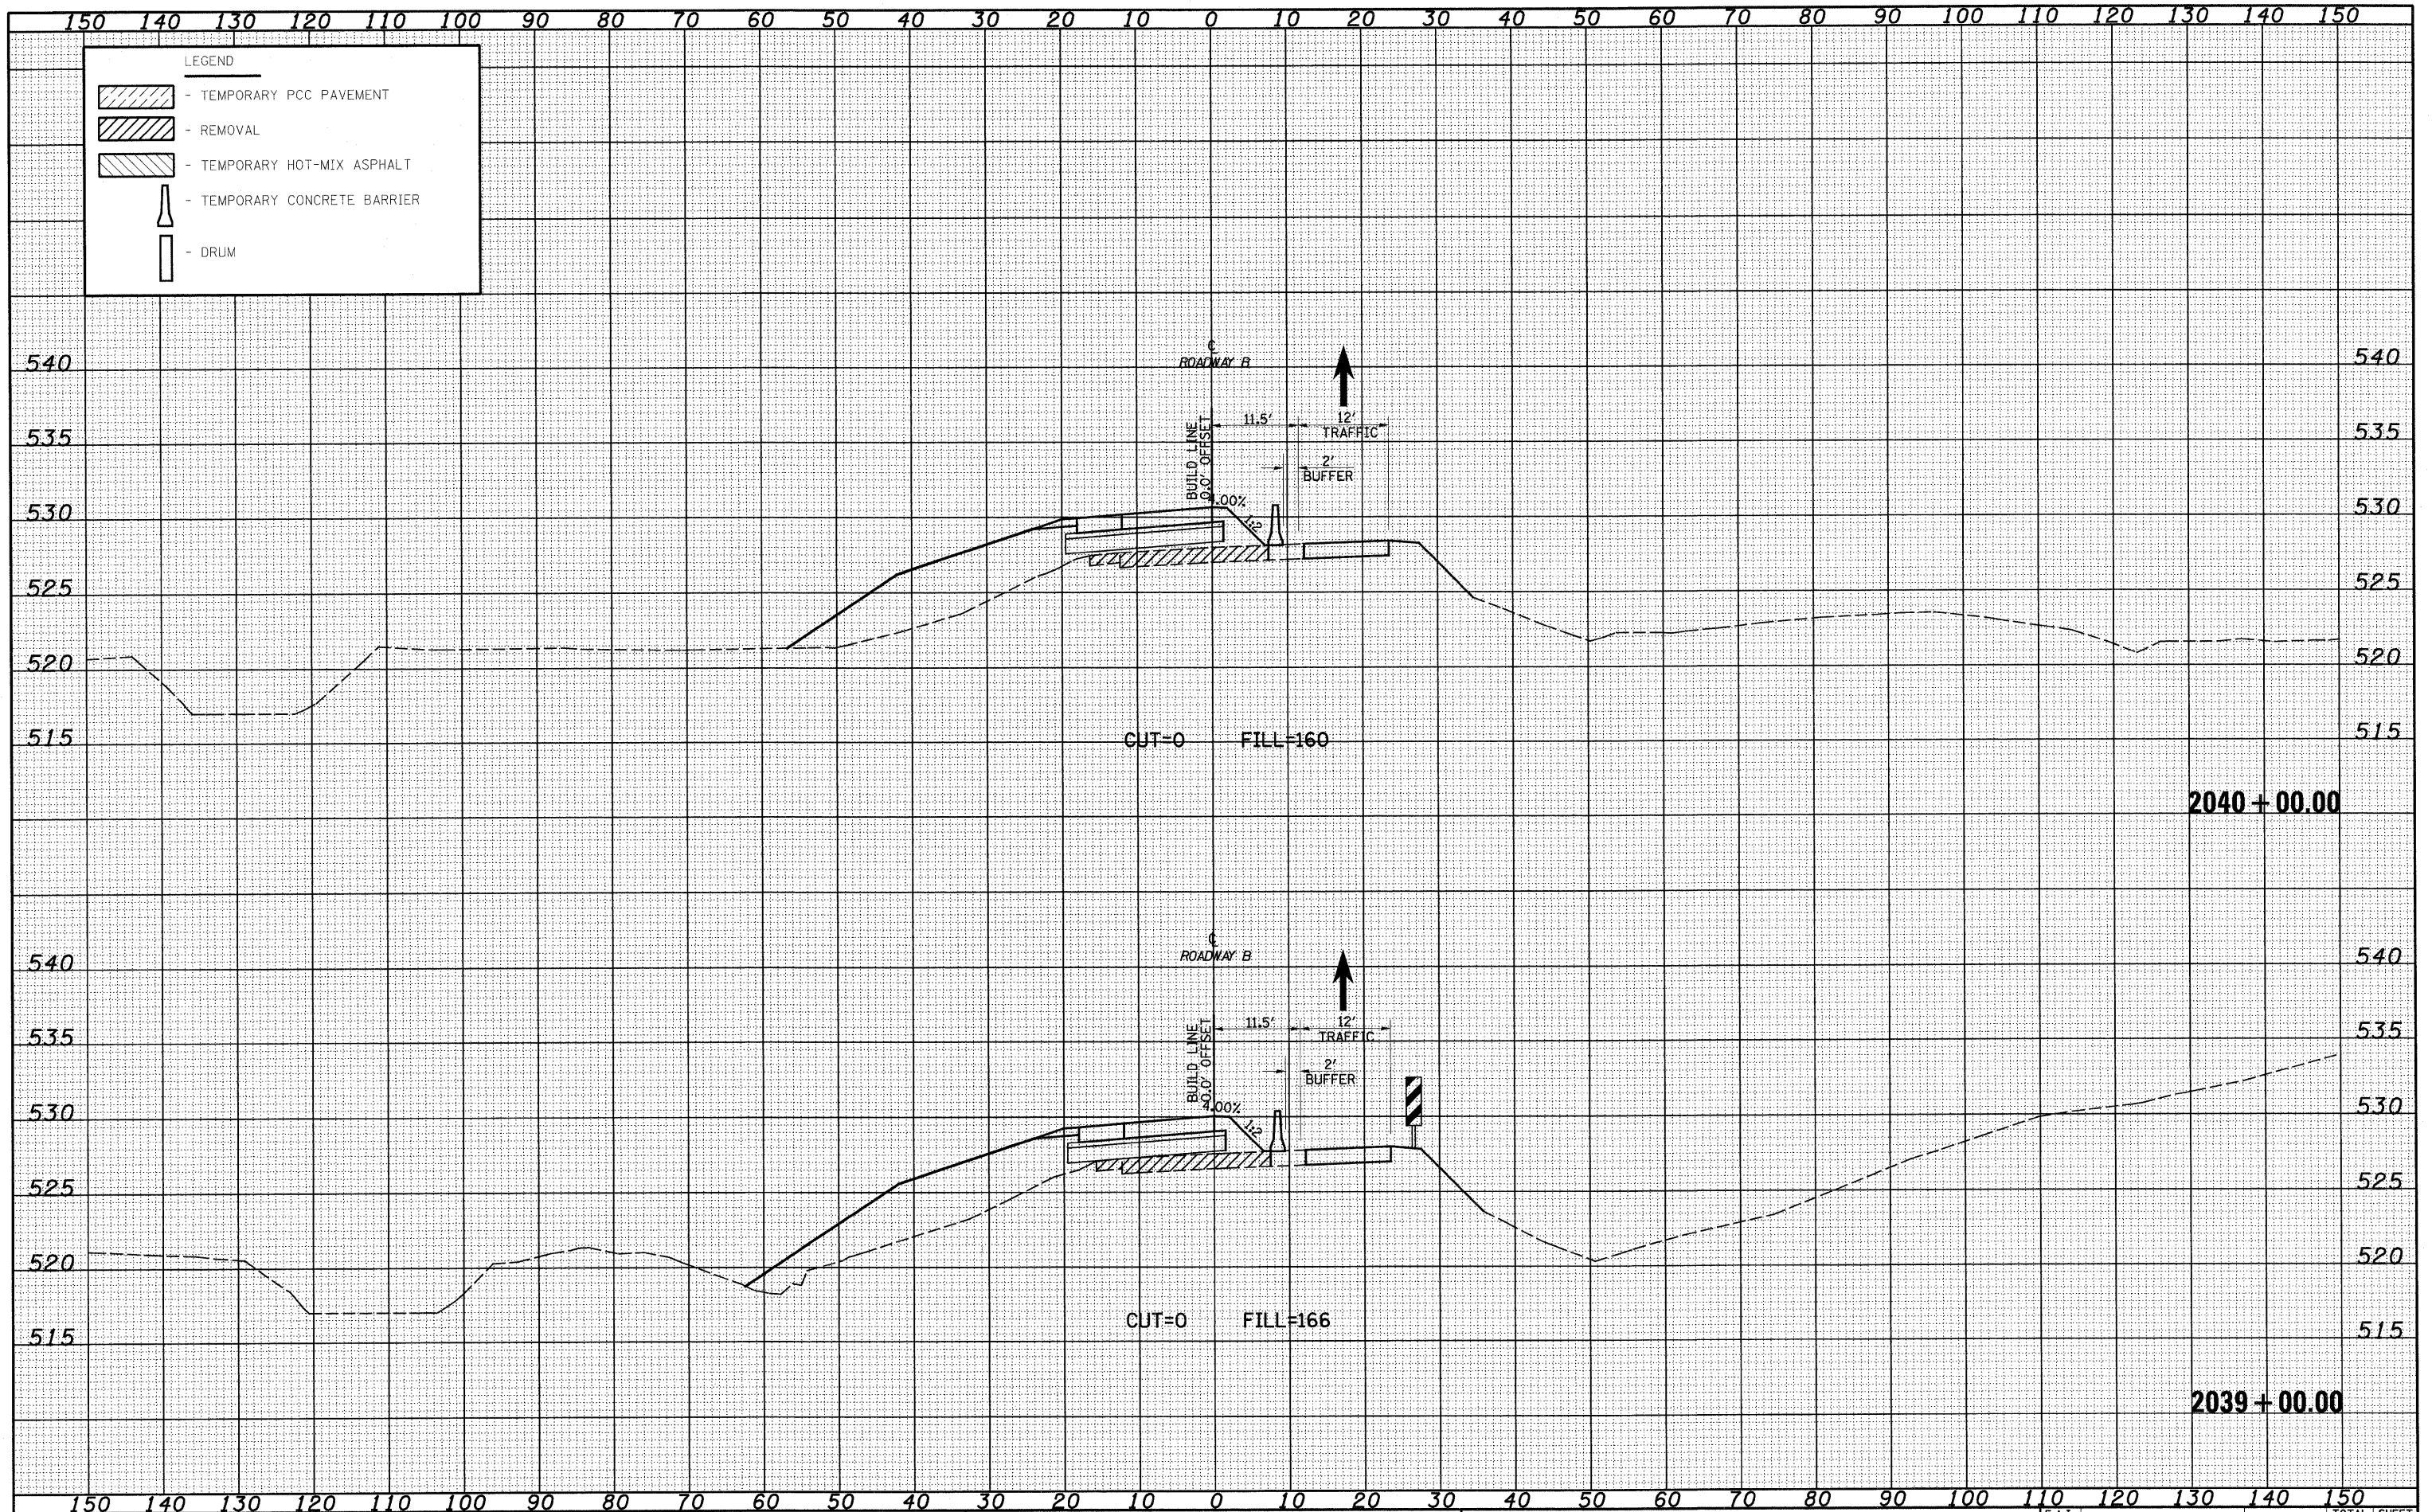 150 140 130 120 110 100 90 80 70 60 50 40 30 20 10 0 10 20 30 40 50 60 70 80 90 100 110 120 130 140 150
LEGEND
- TEMPORARY PCC PAVEMENT
- REMOVAL
- TEMPORARY HOT-MIX ASPHALT
- TEMPORARY CONCRETE BARRIER
- DRUM
℄
ROADWAY B
540 540
11.5' 12'
TRAFFIC
535 535
BUILD LINE
0.0' OFFSET
2'
BUFFER
4.00%
1:2
530 530
525 525
520 520
CUT=0 FILL=160
515 515
2040+00.00
℄
ROADWAY B
540 540
11.5' 12'
TRAFFIC
535 535
BUILD LINE
0.0' OFFSET
2'
BUFFER
4.00%
1:2
530 530
525 525
520 520
CUT=0 FILL=166
515 515
2039+00.00
150 140 130 120 110 100 90 80 70 60 50 40 30 20 10 0 10 20 30 40 50 60 70 80 90 100 110 120 130 140 150
TOTAL SHEET